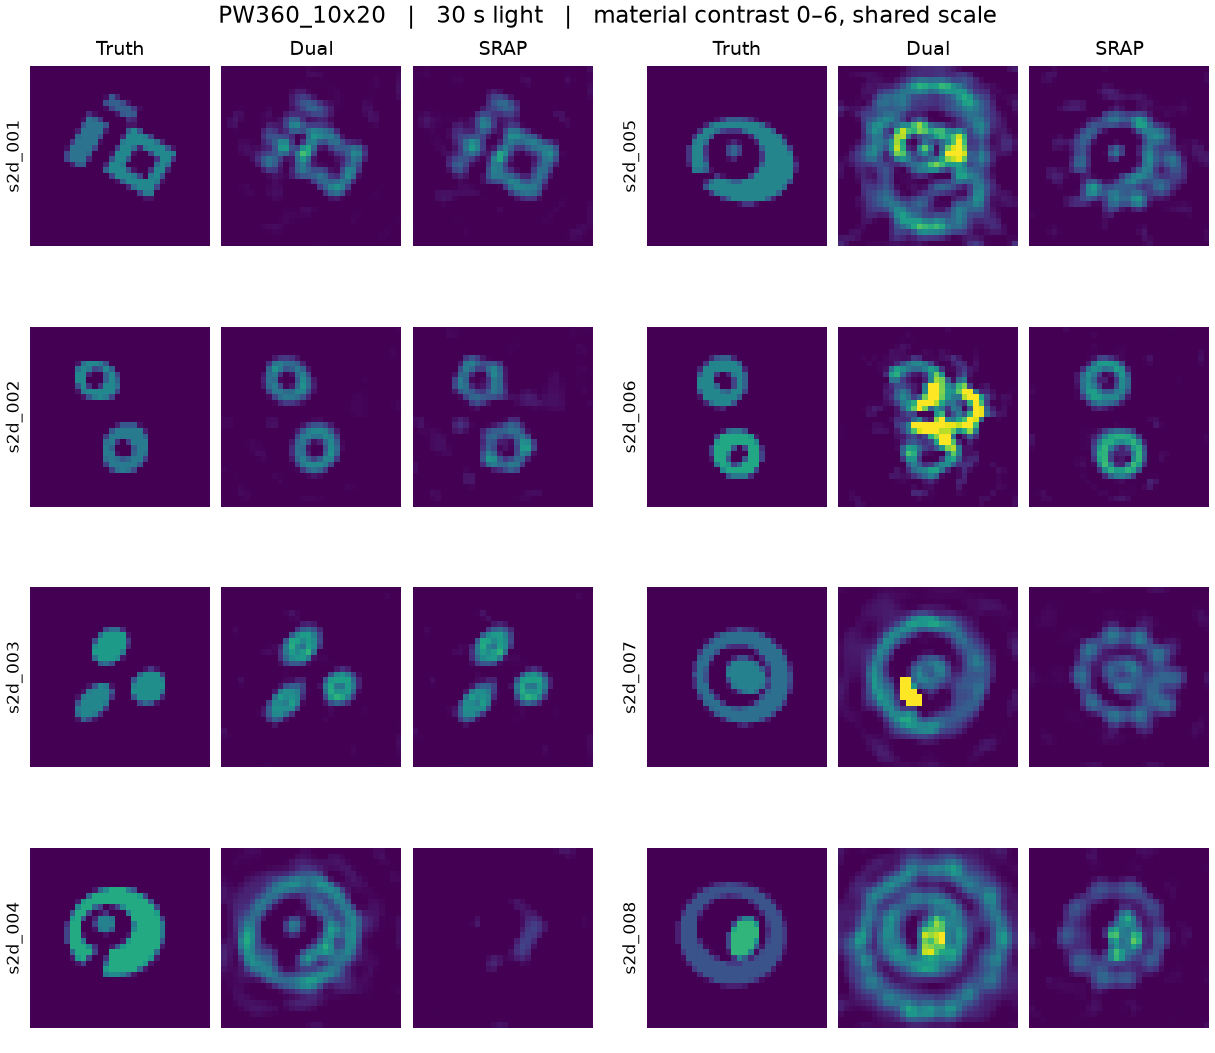 PW360_10x20 | 30 s light | material contrast 0–6, shared scale
Truth Dual SRAP Truth Dual SRAP
s2d_001 s2d_005
s2d_002 s2d_006
s2d_003 s2d_007
s2d_004 s2d_008